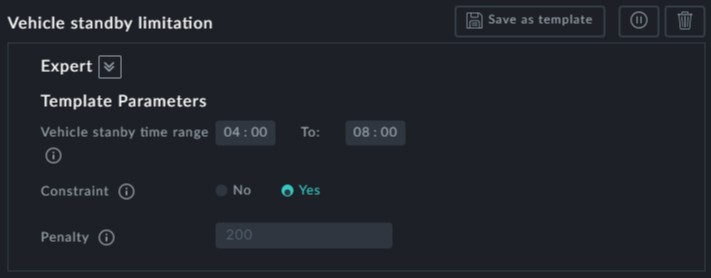 Vehicle standby limitation
Save as template
Expert
Template Parameters
Vehicle stanby time range 04 : 00 To: 08 : 00
Constraint No Yes
Penalty 200